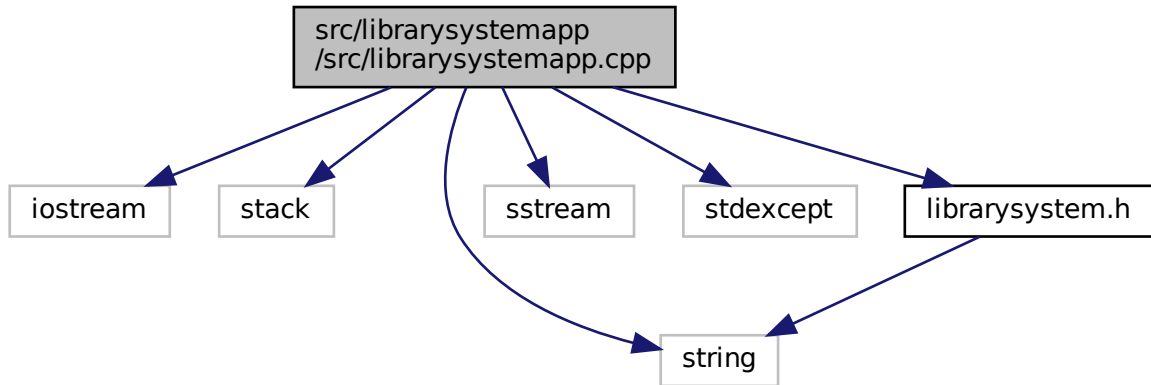 src/librarysystemapp
/src/librarysystemapp.cpp
iostream
stack
sstream
stdexcept
librarysystem.h
string